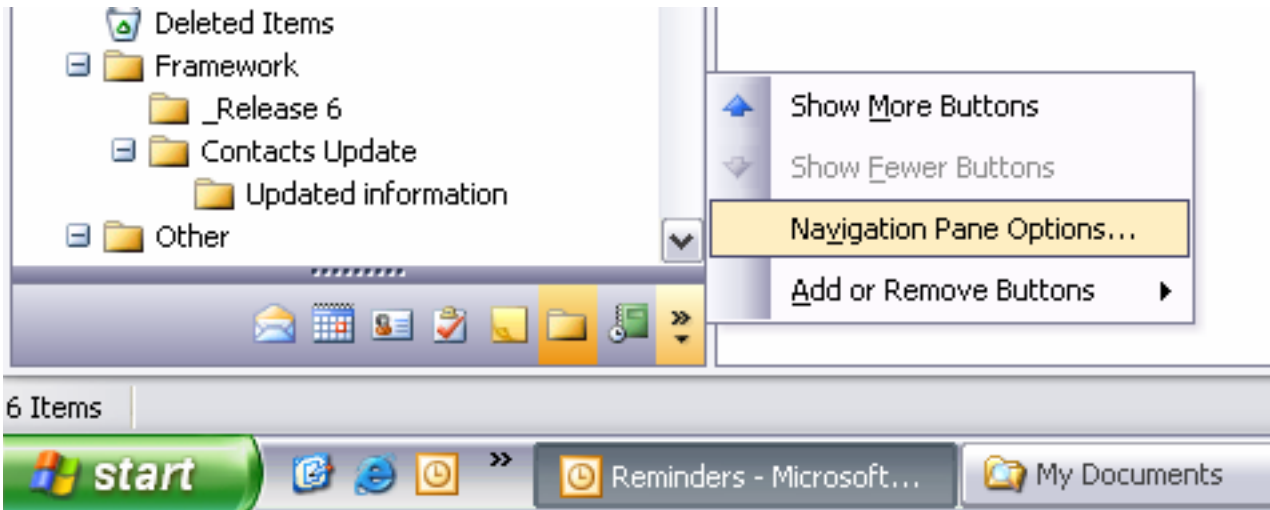 Deleted Items
Framework
_Release 6
Contacts Update
Updated information
Other
Show More Buttons
Show Fewer Buttons
Navigation Pane Options...
Add or Remove Buttons
6 Items
start
Reminders - Microsoft...
My Documents